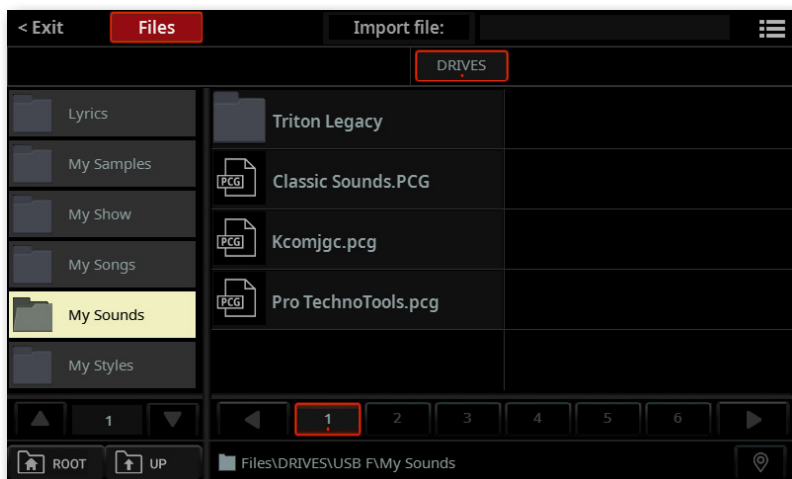 < Exit Files Import file:
DRIVES
Lyrics
My Samples
My Show
My Songs
My Sounds
My Styles
Triton Legacy
PCG Classic Sounds.PCG
PCG Kcomjgc.pcg
PCG Pro TechnoTools.pcg
1 1 2 3 4 5 6
ROOT UP Files\DRIVES\USB F\My Sounds